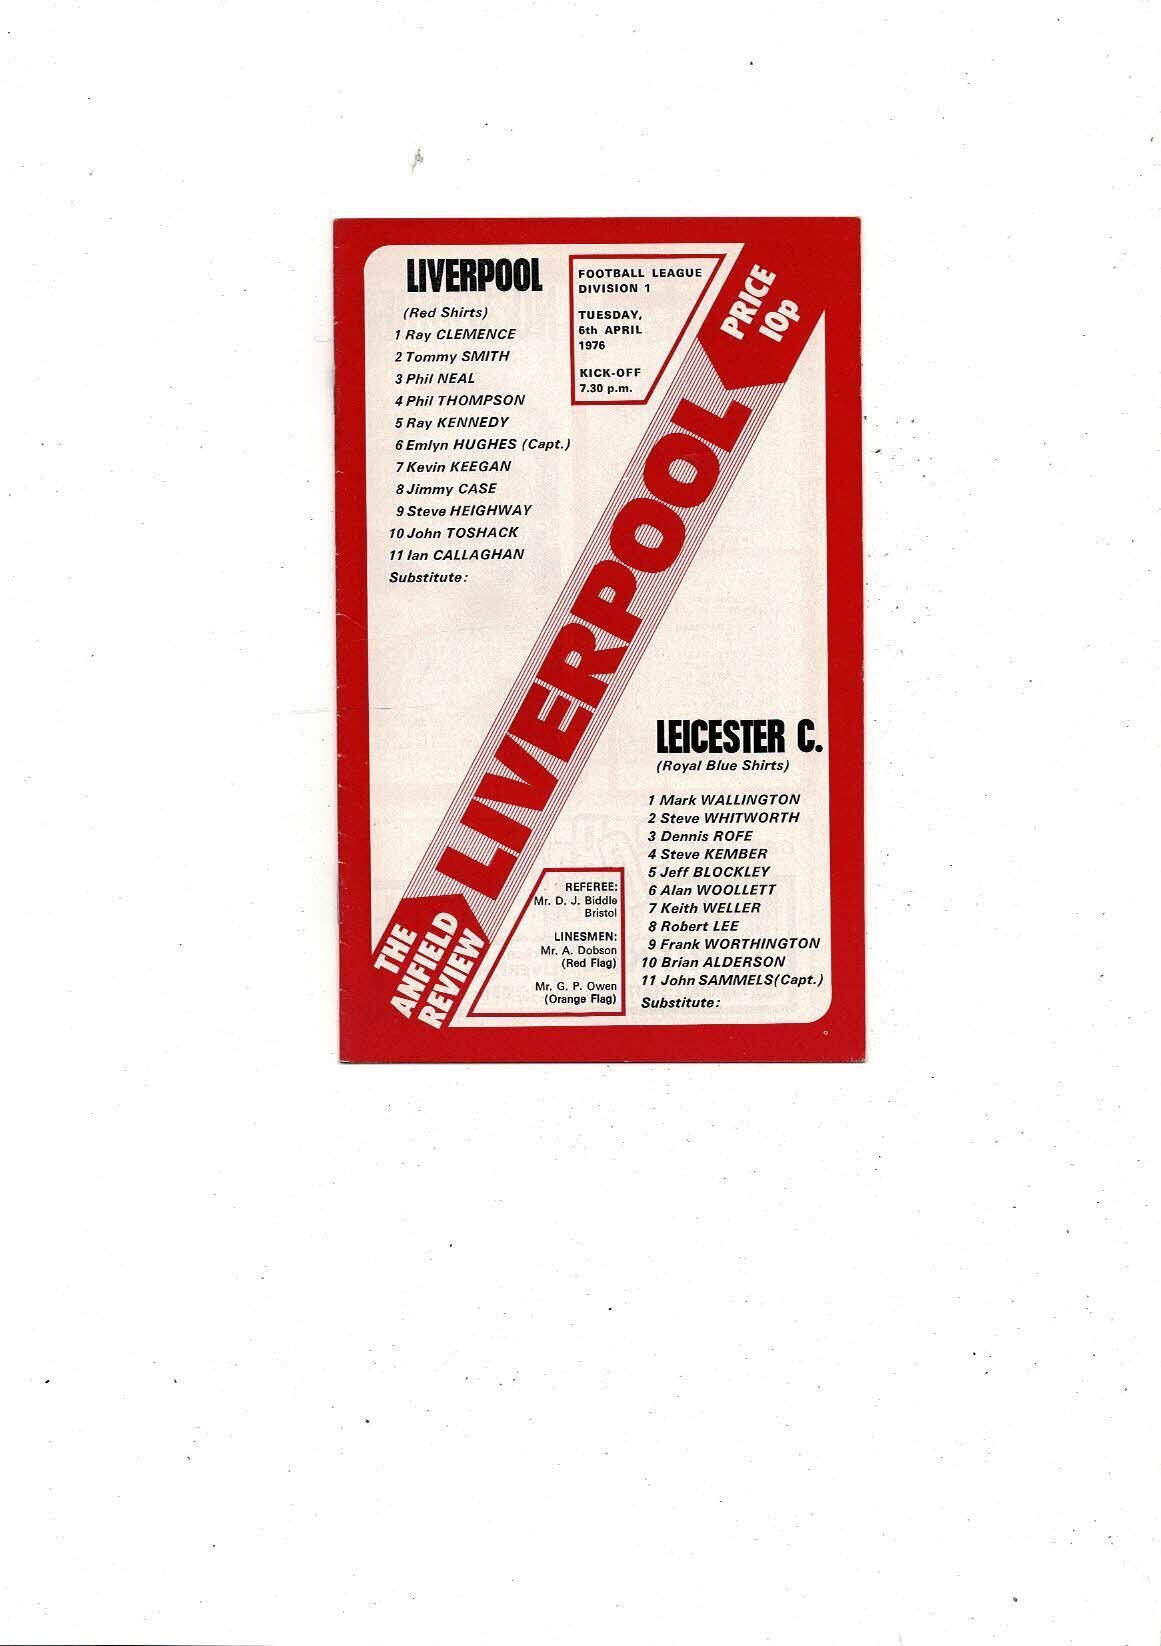 LIVERPOOL
(Red Shirts)
1 Ray CLEMENCE
2 Tommy SMITH
3 Phil NEAL
4 Phil THOMPSON
5 Ray KENNEDY
6 Emlyn HUGHES (Capt.)
7 Kevin KEEGAN
8 Jimmy CASE
9 Steve HEIGHWAY
10 John TOSHACK
11 Ian CALLAGHAN
Substitute:
FOOTBALL LEAGUE
DIVISION 1
TUESDAY,
6th APRIL
1976
KICK-OFF
7.30 p.m.
PRICE
10p
LIVERPOOL
THE
ANFIELD
REVIEW
LEICESTER C.
(Royal Blue Shirts)
1 Mark WALLINGTON
2 Steve WHITWORTH
3 Dennis ROFE
4 Steve KEMBER
5 Jeff BLOCKLEY
6 Alan WOOLLETT
7 Keith WELLER
8 Robert LEE
9 Frank WORTHINGTON
10 Brian ALDERSON
11 John SAMMELS (Capt.)
Substitute:
REFEREE:
Mr. D. J. Biddle
Bristol
LINESMEN:
Mr. A. Dobson
(Red Flag)
Mr. G. P. Owen
(Orange Flag)